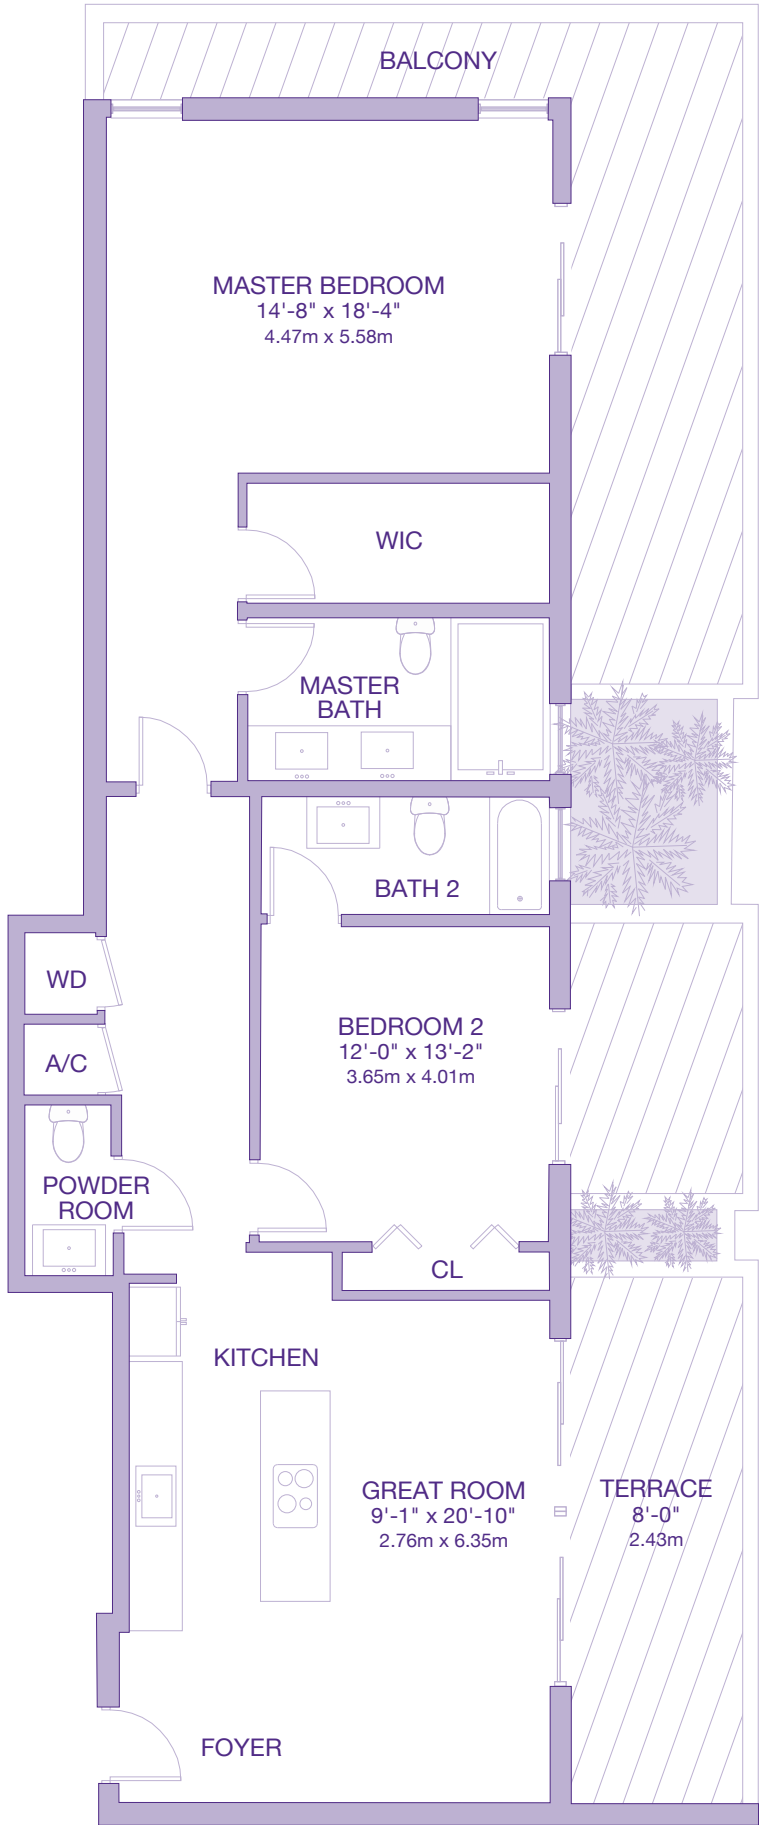 BALCONY
MASTER BEDROOM
14'-8" x 18'-4"
4.47m x 5.58m
WIC
MASTER
BATH
BATH 2
WD
BEDROOM 2
12'-0" x 13'-2"
3.65m x 4.01m
A/C
POWDER
ROOM
CL
KITCHEN
GREAT ROOM
9'-1" x 20'-10"
2.76m x 6.35m
TERRACE
8'-0"
2.43m
FOYER